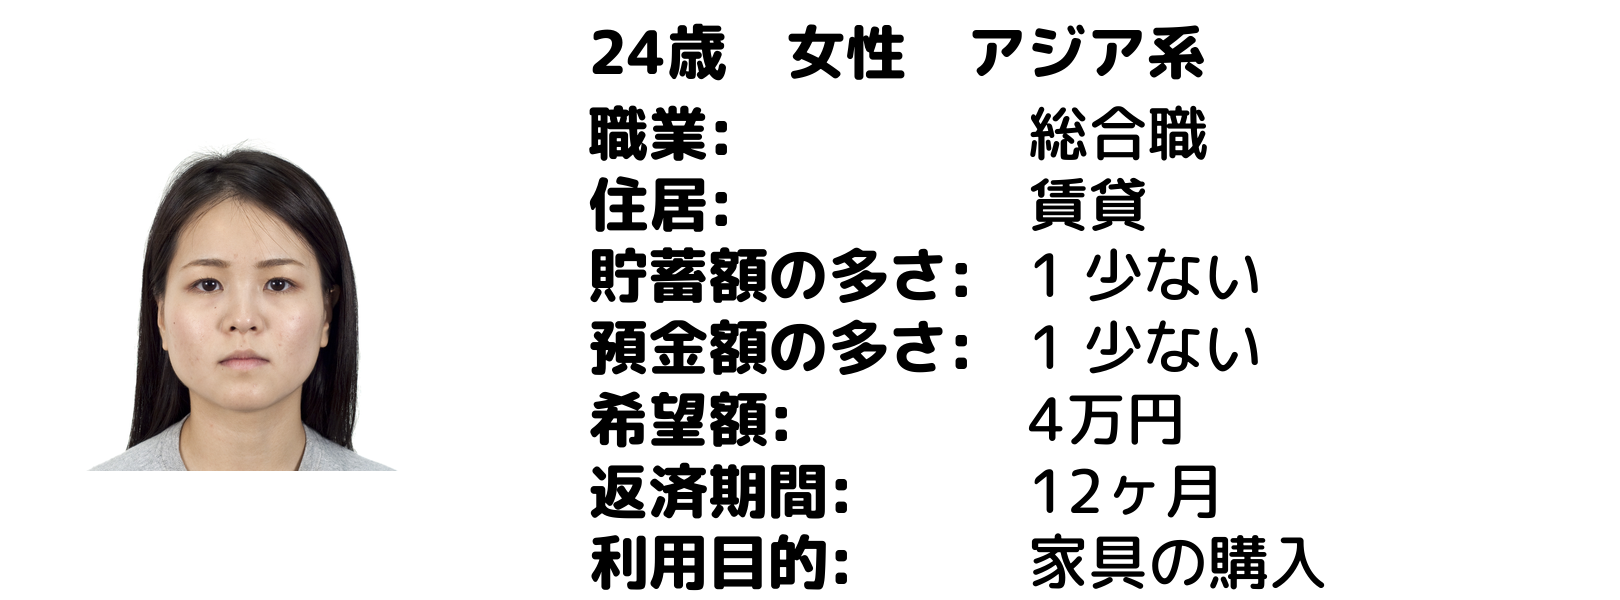 24歳　女性　アジア系
職業: 総合職
住居: 賃貸
貯蓄額の多さ: 1 少ない
預金額の多さ: 1 少ない
希望額: 4万円
返済期間: 12ヶ月
利用目的: 家具の購入